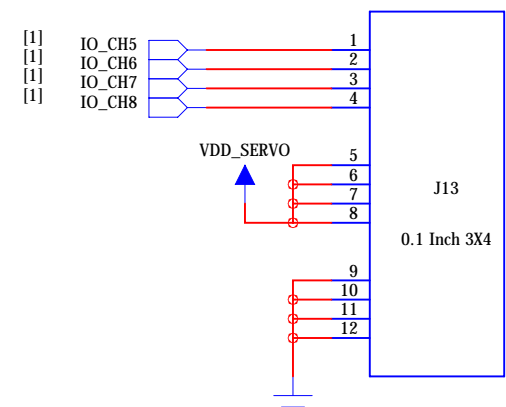 [1] IO_CH5 1
[1] IO_CH6 2
[1] IO_CH7 3
[1] IO_CH8 4
VDD_SERVO
5
6
7
8
J13
0.1 Inch 3X4
9
10
11
12